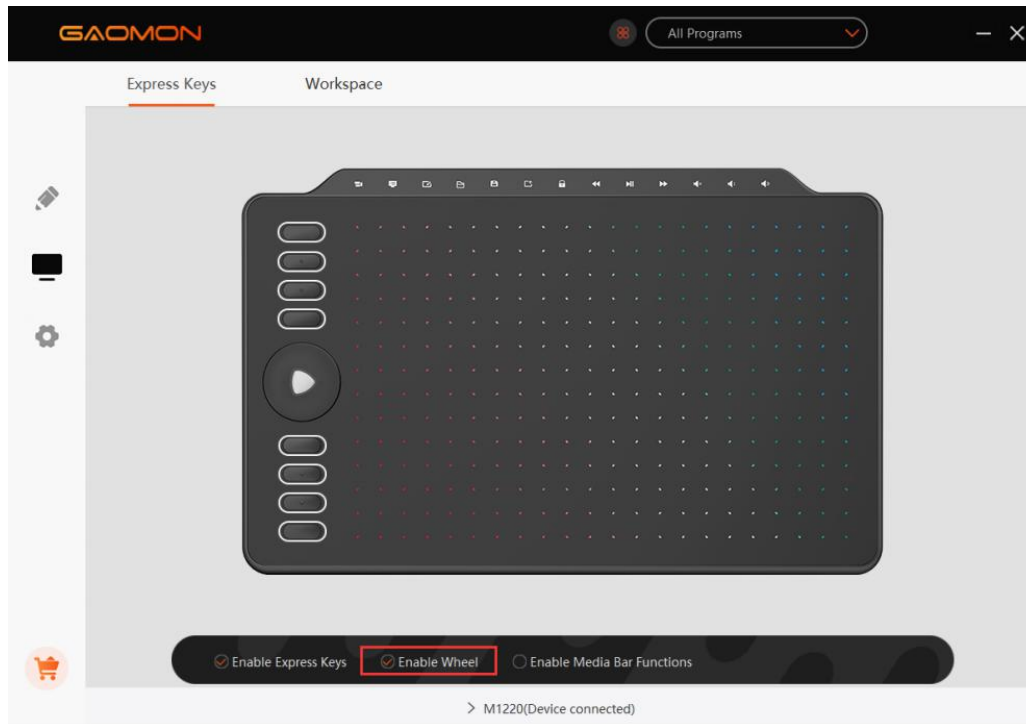 GAOMON
All Programs
Express Keys Workspace
Enable Express Keys Enable Wheel Enable Media Bar Functions
M1220(Device connected)